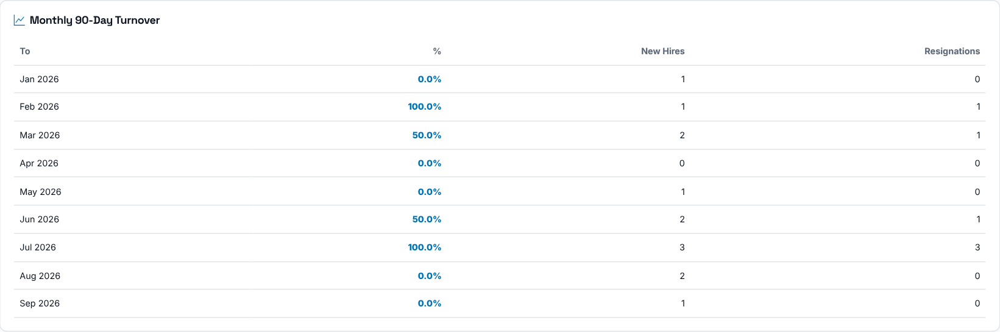 Monthly 90-Day Turnover
To % New Hires Resignations
Jan 2026 0.0% 1 0
Feb 2026 100.0% 1 1
Mar 2026 50.0% 2 1
Apr 2026 0.0% 0 0
May 2026 0.0% 1 0
Jun 2026 50.0% 2 1
Jul 2026 100.0% 3 3
Aug 2026 0.0% 2 0
Sep 2026 0.0% 1 0